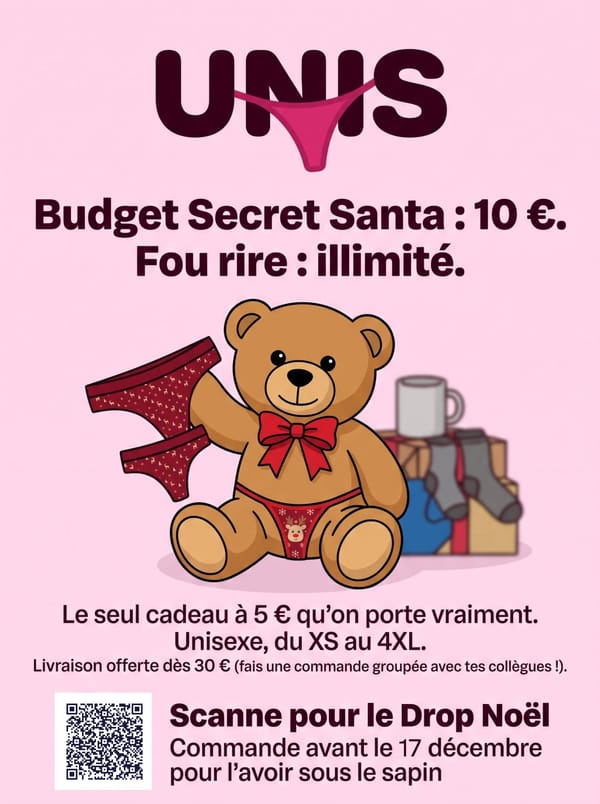 UNIS
Budget Secret Santa : 10 €.
Fou rire : illimité.
Le seul cadeau à 5 € qu'on porte vraiment.
Unisexe, du XS au 4XL.
Livraison offerte dès 30 € (fais une commande groupée avec tes collègues !).
Scanne pour le Drop Noël
Commande avant le 17 décembre
pour l'avoir sous le sapin